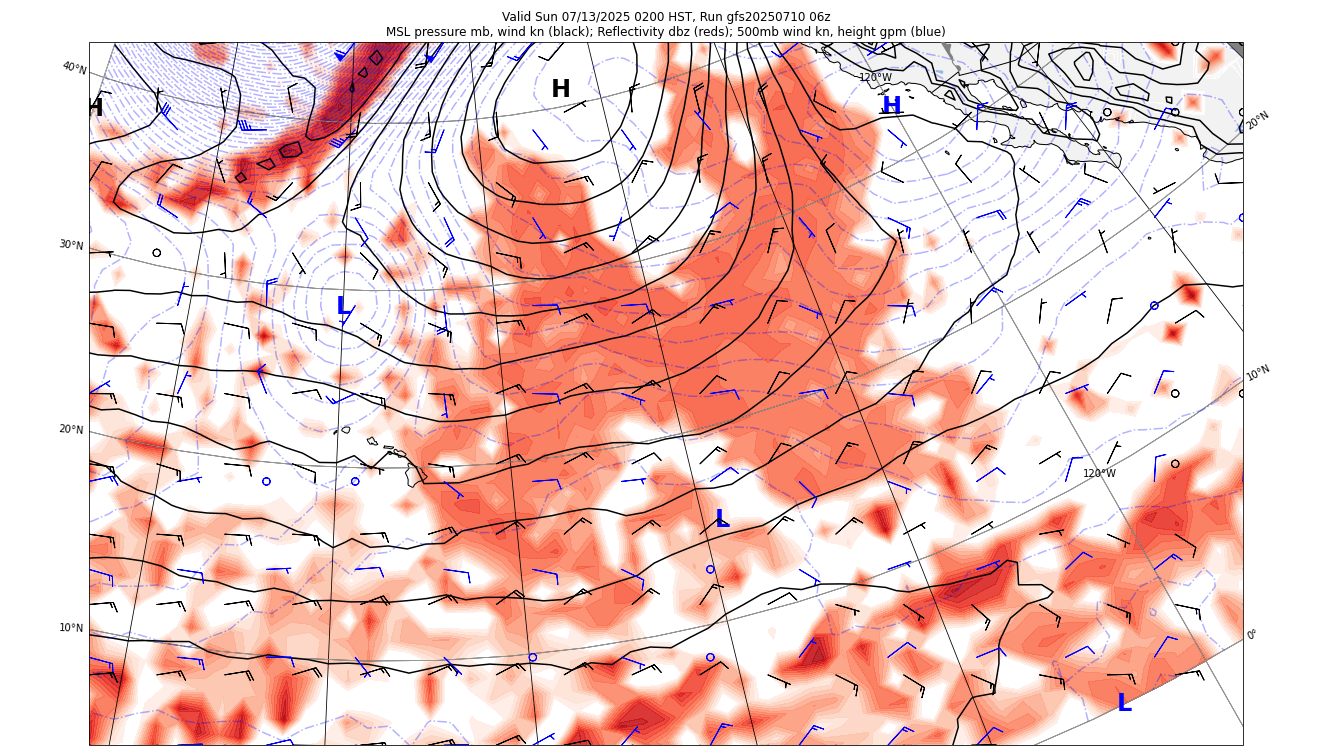 Valid Sun 07/13/2025 0200 HST, Run gfs20250710 06z
MSL pressure mb, wind kn (black); Reflectivity dbz (reds); 500mb wind kn, height gpm (blue)
40°N
H
H
120°W
H
20°N
30°N
L
10°N
20°N
120°W
L
10°N
0°
L